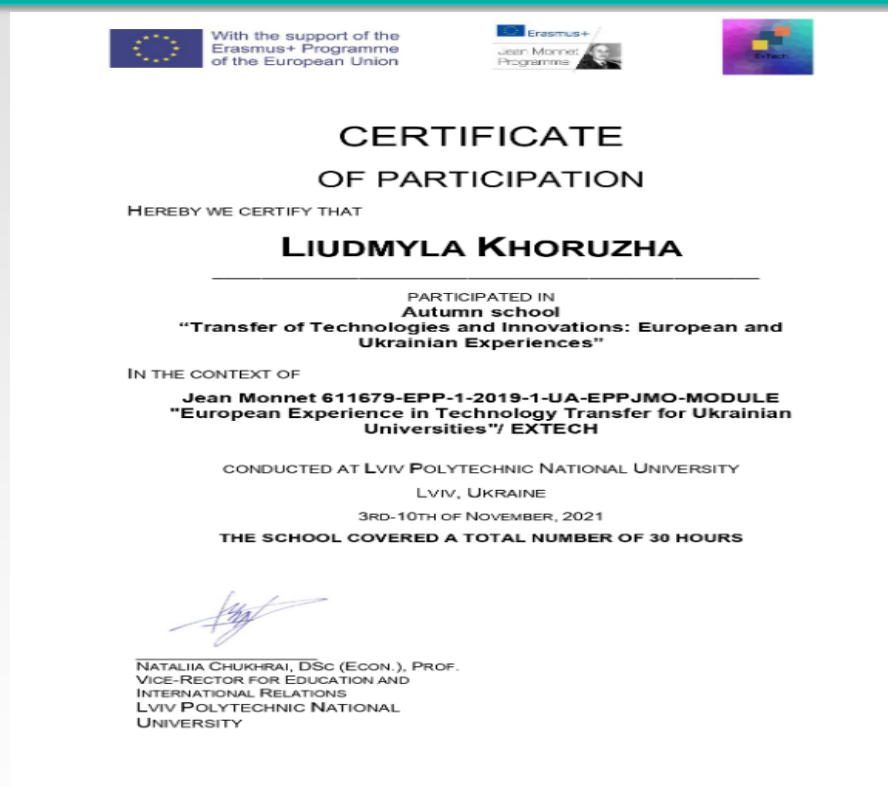 With the support of the
Erasmus+ Programme
of the European Union
Erasmus+
Jean Monnet
Programme
ExTech
CERTIFICATE
OF PARTICIPATION
HEREBY WE CERTIFY THAT
LIUDMYLA KHORUZHA
PARTICIPATED IN
Autumn school
“Transfer of Technologies and Innovations: European and
Ukrainian Experiences”
IN THE CONTEXT OF
Jean Monnet 611679-EPP-1-2019-1-UA-EPPJMO-MODULE
"European Experience in Technology Transfer for Ukrainian
Universities"/ EXTECH
CONDUCTED AT LVIV POLYTECHNIC NATIONAL UNIVERSITY
LVIV, UKRAINE
3RD-10TH OF NOVEMBER, 2021
THE SCHOOL COVERED A TOTAL NUMBER OF 30 HOURS
NATALIIA CHUKHRAI, DSC (ECON.), PROF.
VICE-RECTOR FOR EDUCATION AND
INTERNATIONAL RELATIONS
LVIV POLYTECHNIC NATIONAL
UNIVERSITY